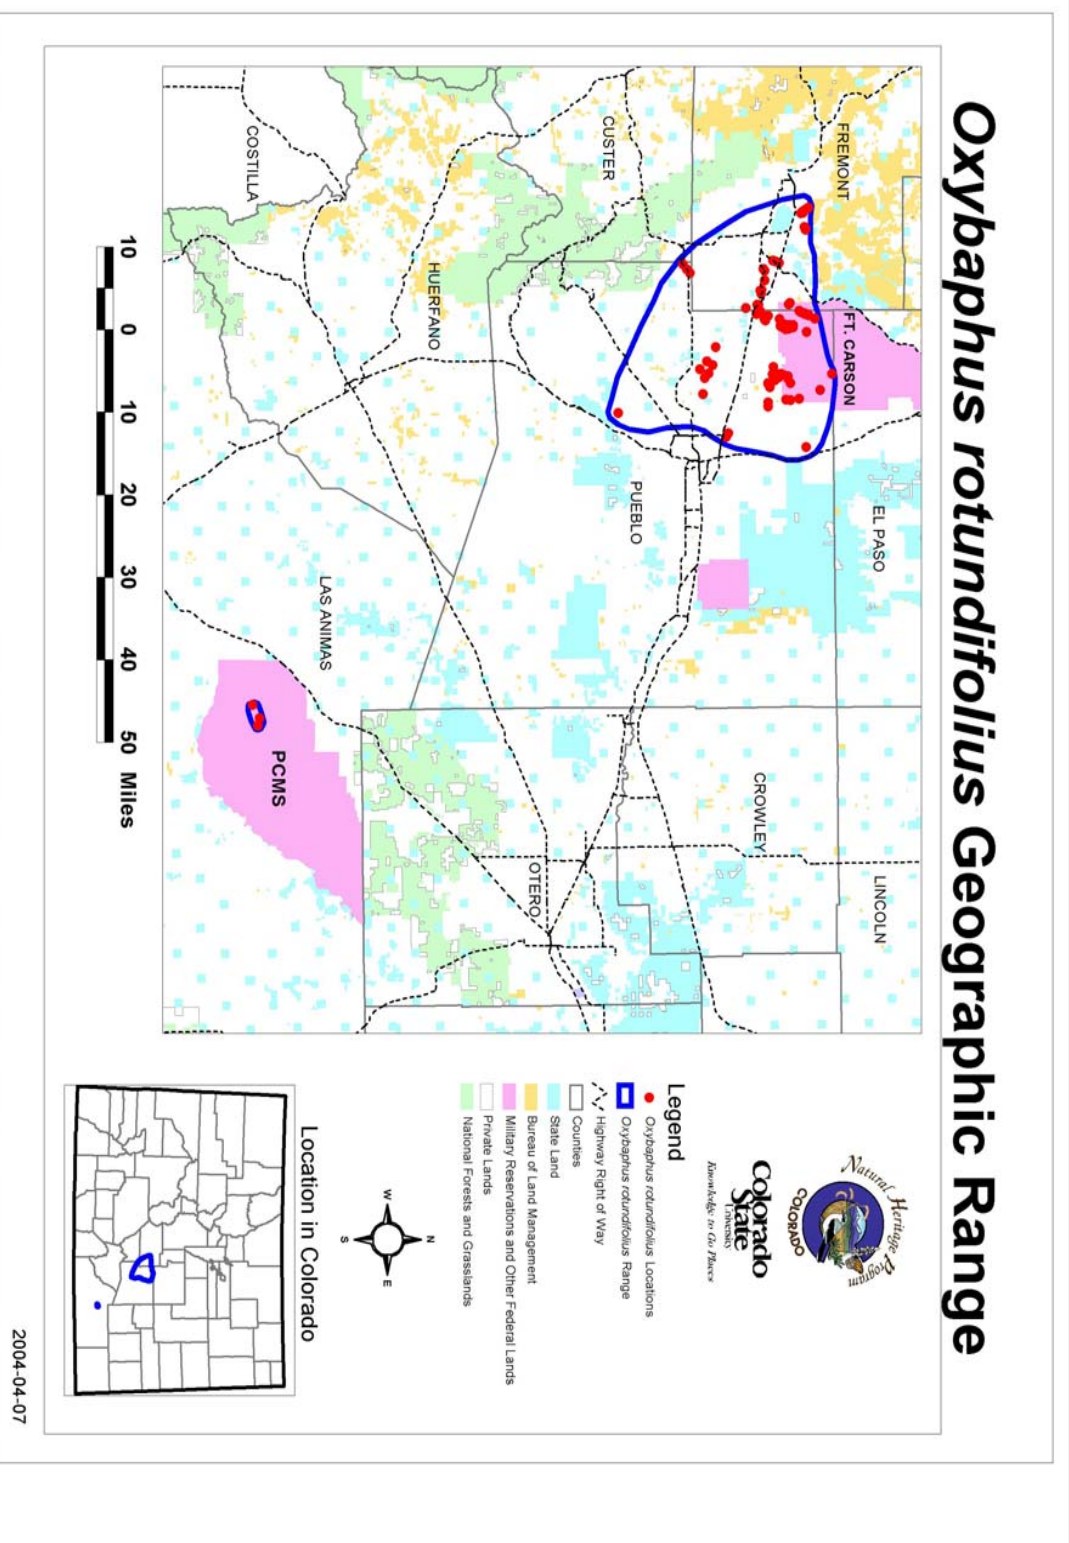 Oxybaphus rotundifolius Geographic Range
FREMONT
FT. CARSON
EL PASO
LINCOLN
CROWLEY
CUSTER
PUEBLO
OTERO
HUERFANO
LAS ANIMAS
COSTILLA
PCMS
10 0 10 20 30 40 50 Miles
Natural Heritage Program
COLORADO
Colorado
State
University
Knowledge to Go Places
Legend
Oxybaphus rotundifolius Locations
Oxybaphus rotundifolius Range
Highway Right of Way
Counties
State Land
Bureau of Land Management
Military Reservations and Other Federal Lands
Private Lands
National Forests and Grasslands
N
W
E
S
Location in Colorado
2004-04-07